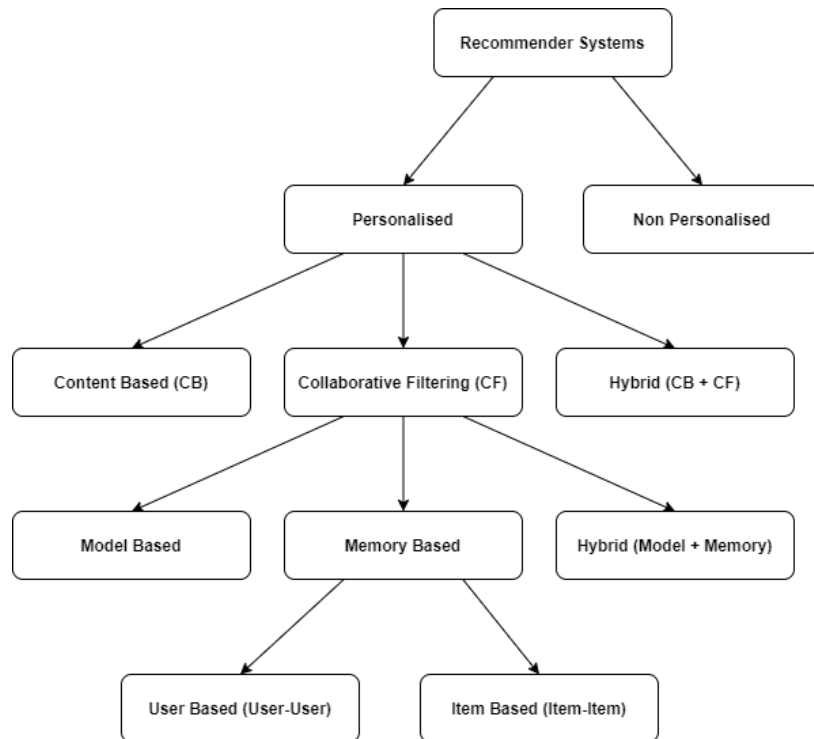 Recommender Systems
Personalised
Non Personalised
Content Based (CB)
Collaborative Filtering (CF)
Hybrid (CB + CF)
Model Based
Memory Based
Hybrid (Model + Memory)
User Based (User-User)
Item Based (Item-Item)